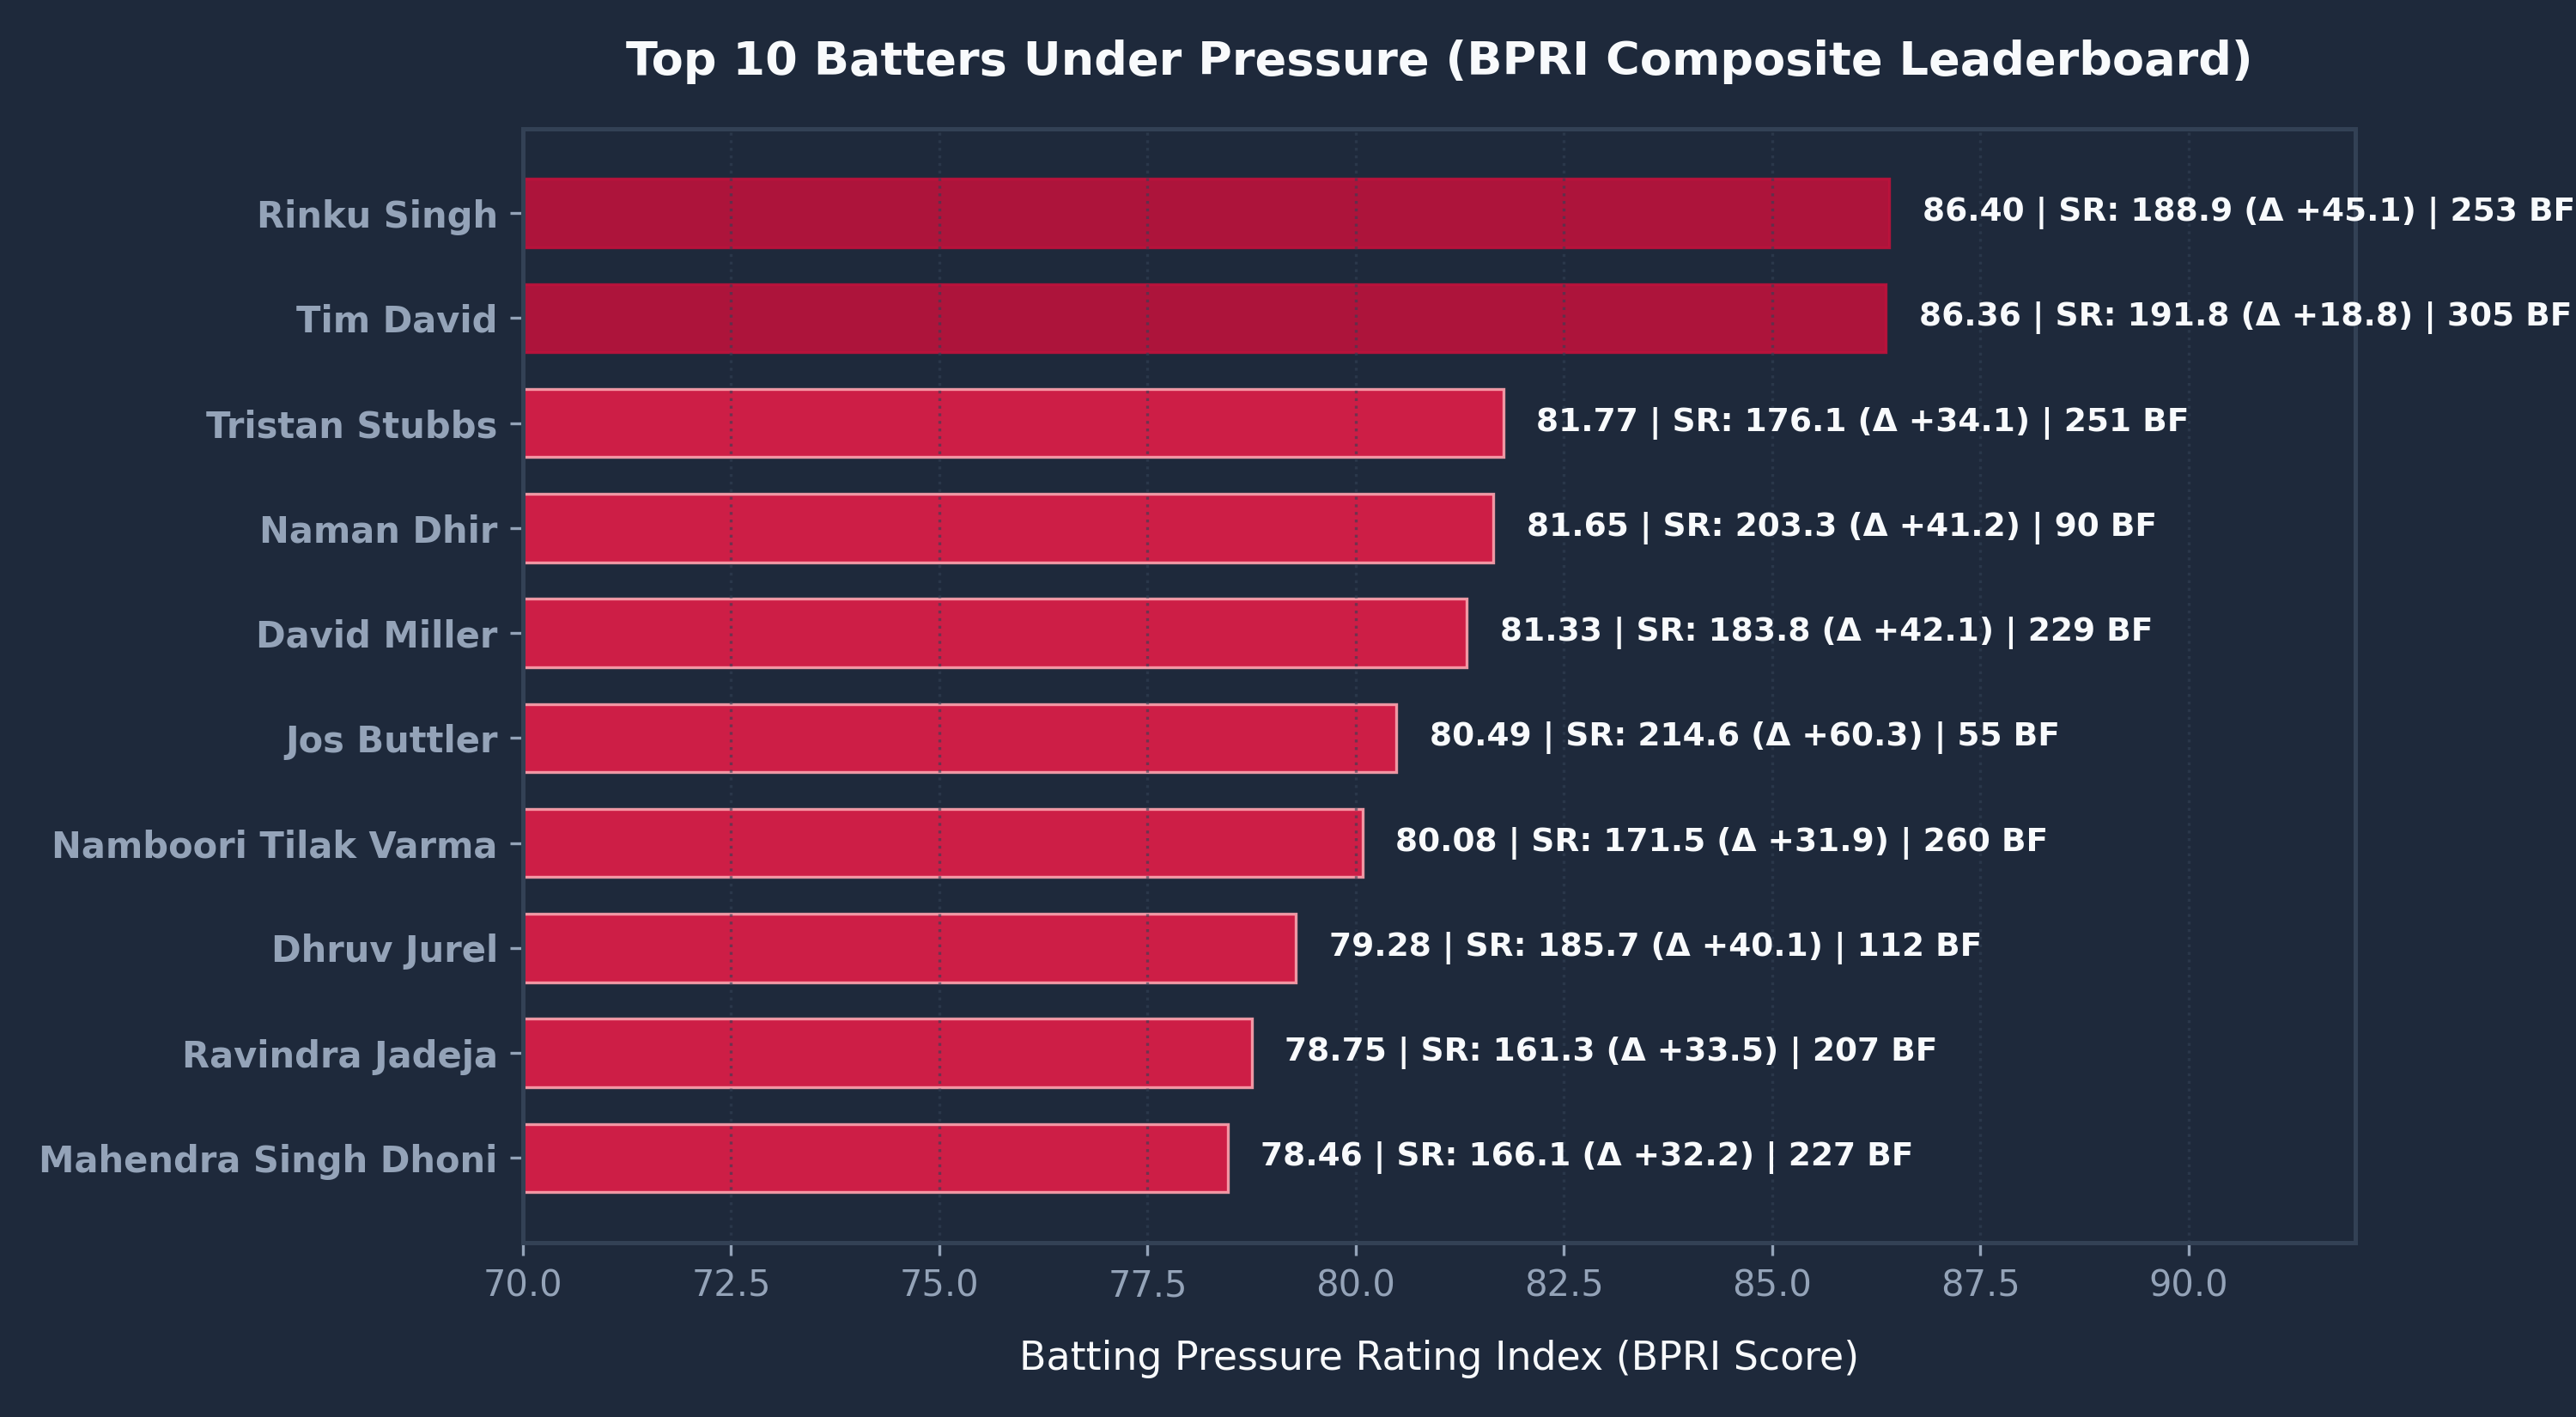 Top 10 Batters Under Pressure (BPRI Composite Leaderboard)
Rinku Singh 86.40 | SR: 188.9 (Δ +45.1) | 253 BF
Tim David 86.36 | SR: 191.8 (Δ +18.8) | 305 BF
Tristan Stubbs 81.77 | SR: 176.1 (Δ +34.1) | 251 BF
Naman Dhir 81.65 | SR: 203.3 (Δ +41.2) | 90 BF
David Miller 81.33 | SR: 183.8 (Δ +42.1) | 229 BF
Jos Buttler 80.49 | SR: 214.6 (Δ +60.3) | 55 BF
Namboori Tilak Varma 80.08 | SR: 171.5 (Δ +31.9) | 260 BF
Dhruv Jurel 79.28 | SR: 185.7 (Δ +40.1) | 112 BF
Ravindra Jadeja 78.75 | SR: 161.3 (Δ +33.5) | 207 BF
Mahendra Singh Dhoni 78.46 | SR: 166.1 (Δ +32.2) | 227 BF
70.0 72.5 75.0 77.5 80.0 82.5 85.0 87.5 90.0
Batting Pressure Rating Index (BPRI Score)